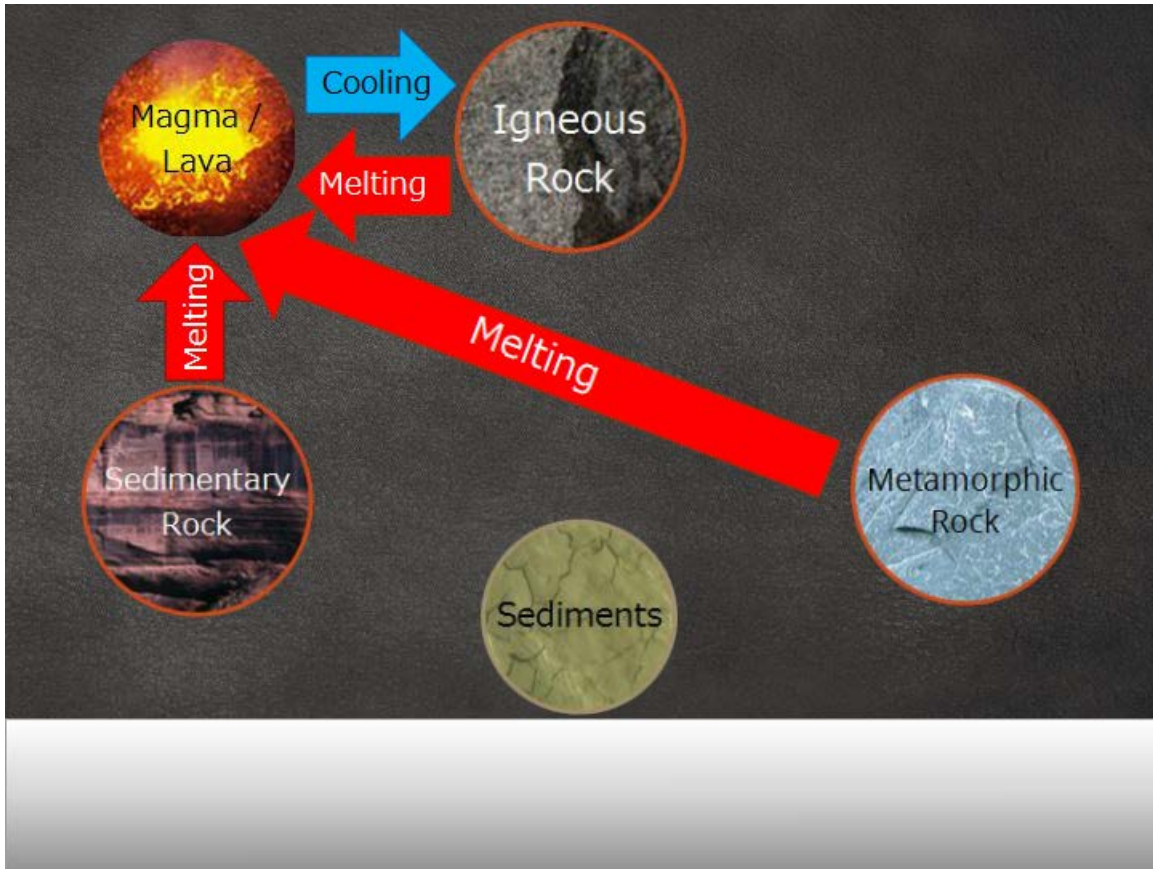 Magma /
Lava
Cooling
Igneous
Rock
Melting
Melting
Melting
Sedimentary
Rock
Metamorphic
Rock
Sediments